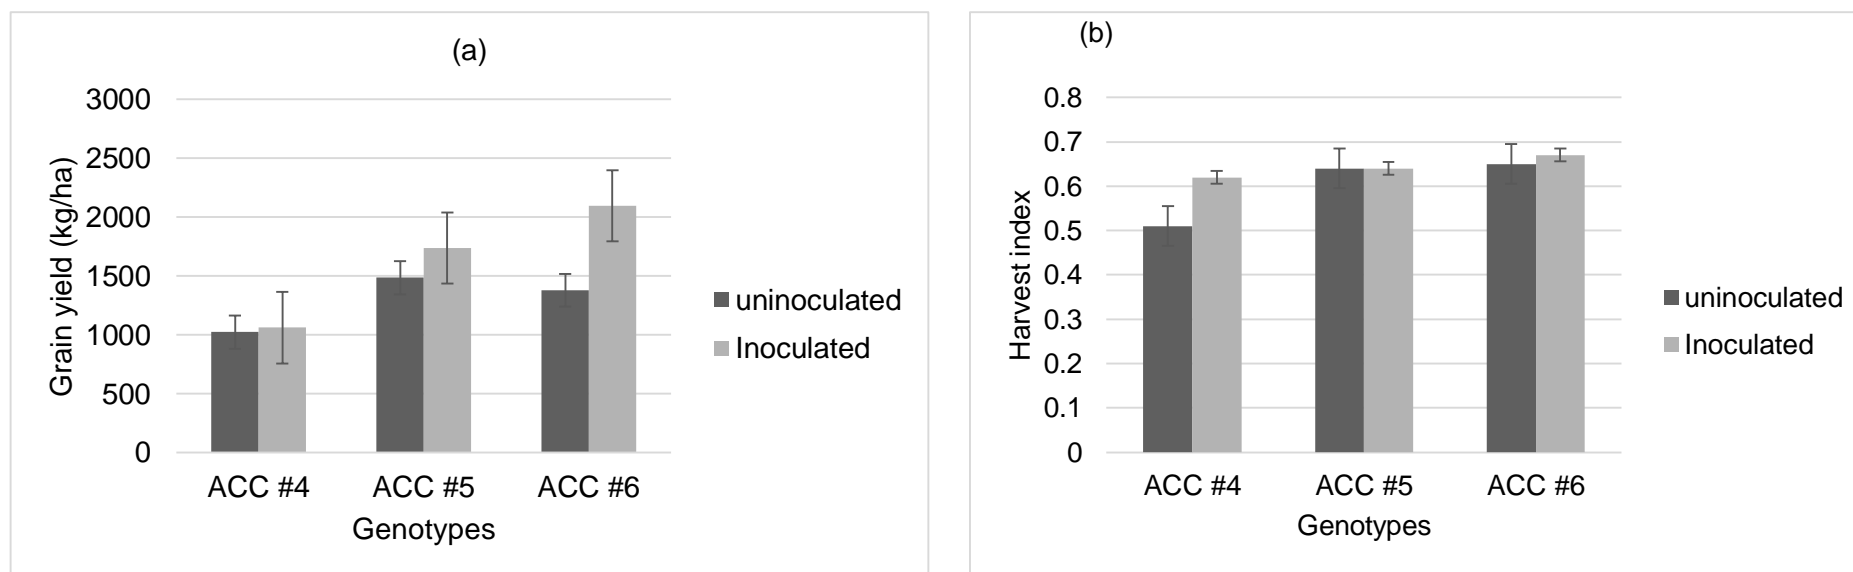 (a)
3000
2500
2000
1500
1000
500
0
Grain yield (kg/ha)
ACC #4 ACC #5 ACC #6
Genotypes
uninoculated
Inoculated
(b)
0.8
0.7
0.6
0.5
0.4
0.3
0.2
0.1
0
Harvest index
ACC #4 ACC #5 ACC #6
Genotypes
uninoculated
Inoculated